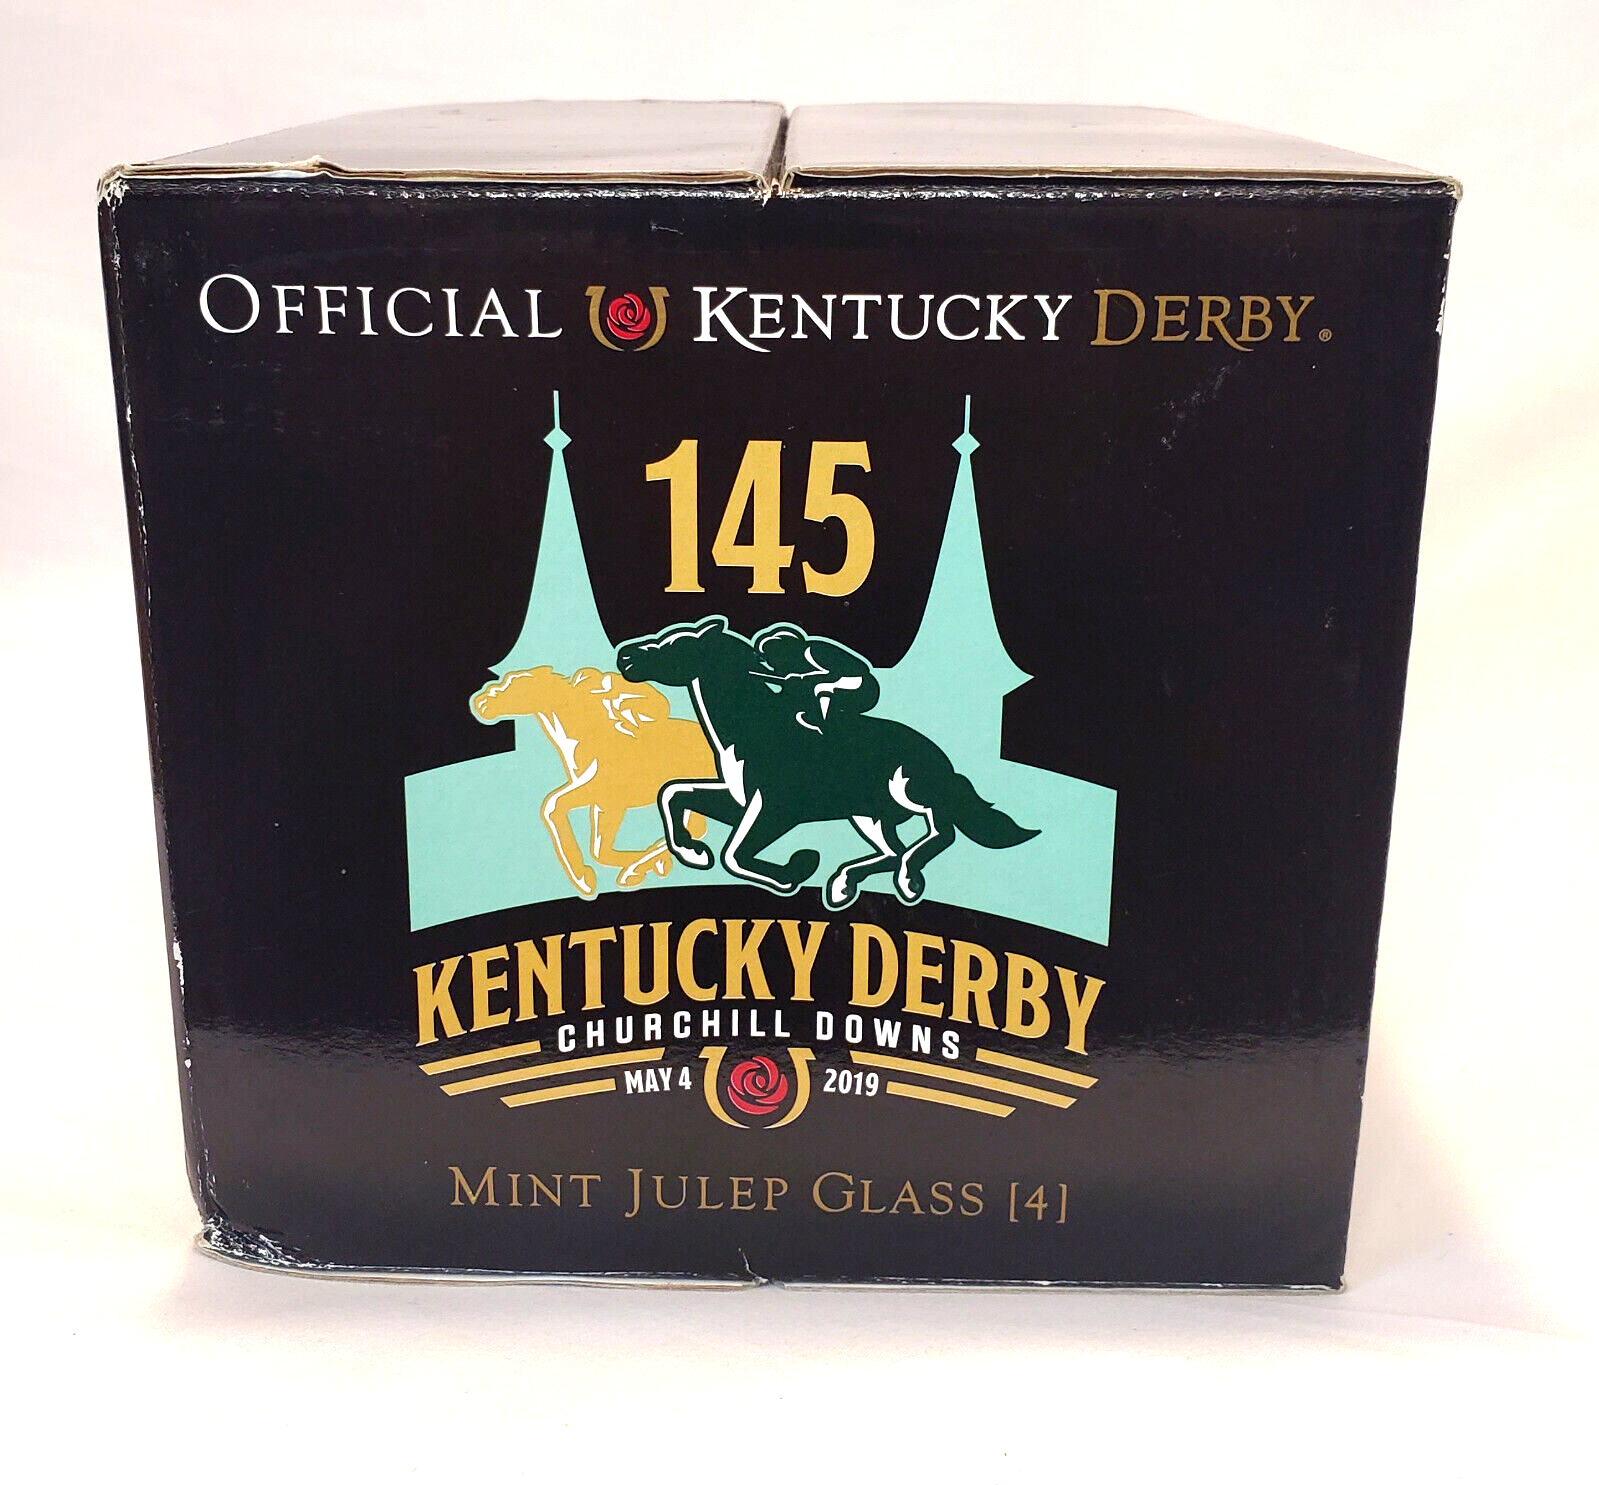 OFFICIAL KENTUCKY DERBY®
145
KENTUCKY DERBY
CHURCHILL DOWNS
MAY 4 2019
MINT JULEP GLASS [4]